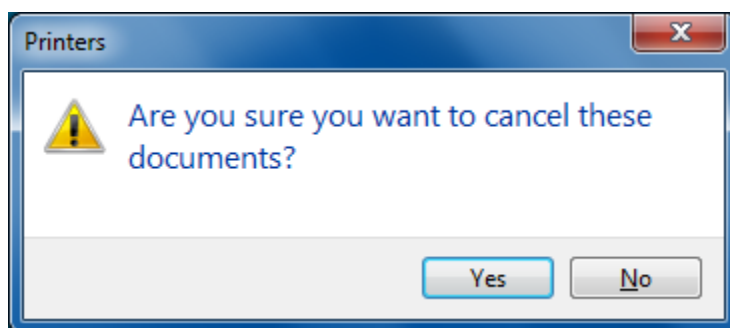 Printers
Are you sure you want to cancel these
documents?
Yes No